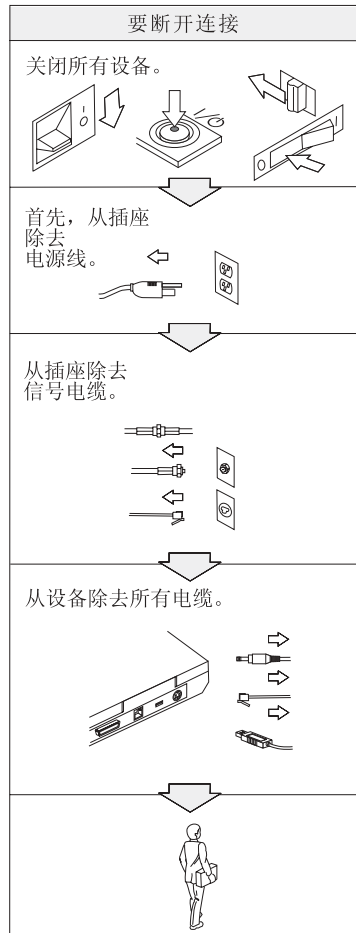 要断开连接
关闭所有设备。
首先，从插座
除去
电源线。
从插座除去
信号电缆。
从设备除去所有电缆。